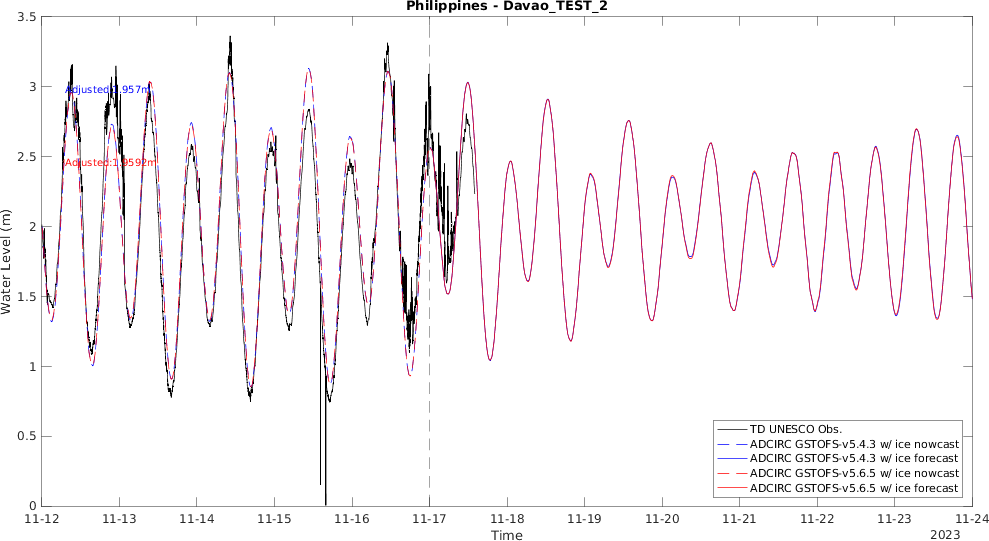 Philippines - Davao_TEST_2
3.5
3
2.5
2
1.5
1
0.5
0
Water Level (m)
Adjusted:1.957m
Adjusted:1.9592m
TD UNESCO Obs.
ADCIRC GSTOFS-v5.4.3 w/ ice nowcast
ADCIRC GSTOFS-v5.4.3 w/ ice forecast
ADCIRC GSTOFS-v5.6.5 w/ ice nowcast
ADCIRC GSTOFS-v5.6.5 w/ ice forecast
11-12 11-13 11-14 11-15 11-16 11-17 11-18 11-19 11-20 11-21 11-22 11-23 11-24
Time
2023